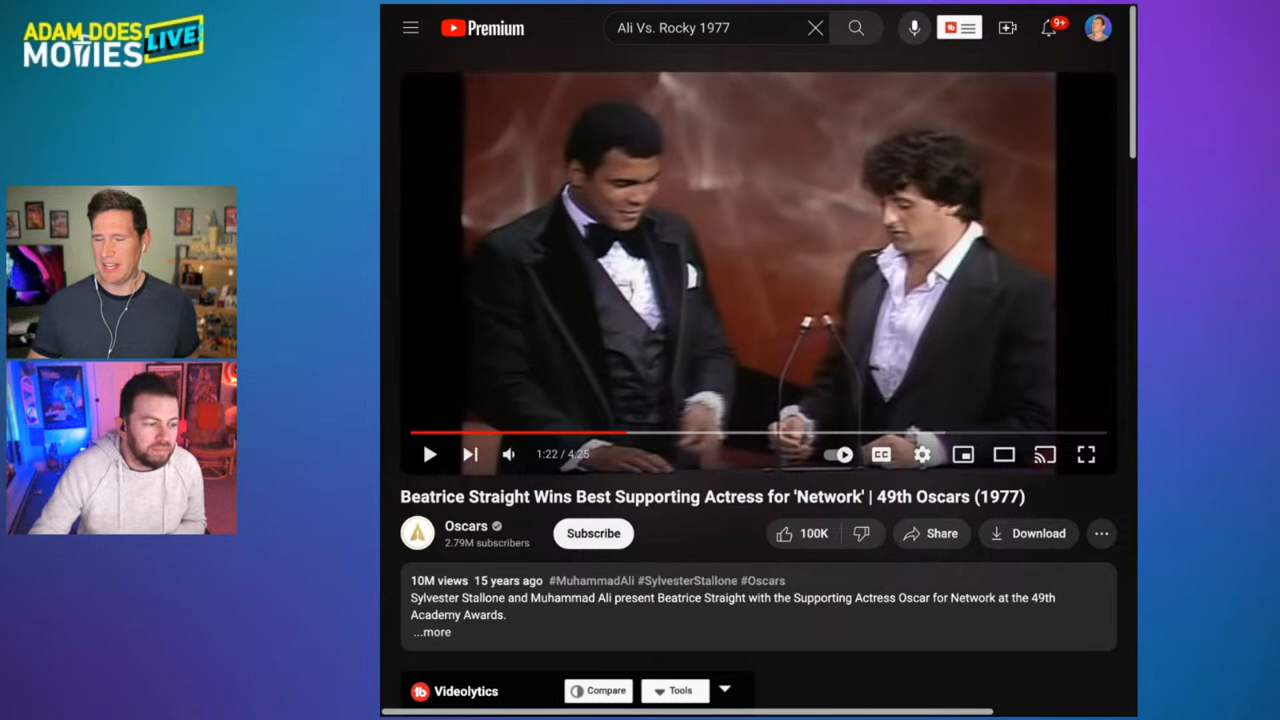 ADAM DOES
MOVIES LIVE!
Premium
Ali Vs. Rocky 1977
9+
1:22 / 4:25
CC
Beatrice Straight Wins Best Supporting Actress for 'Network' | 49th Oscars (1977)
Oscars
2.79M subscribers
Subscribe
100K
Share
Download
10M views 15 years ago #MuhammadAli #SylvesterStallone #Oscars
Sylvester Stallone and Muhammad Ali present Beatrice Straight with the Supporting Actress Oscar for Network at the 49th
Academy Awards.
...more
tb Videolytics
Compare
Tools